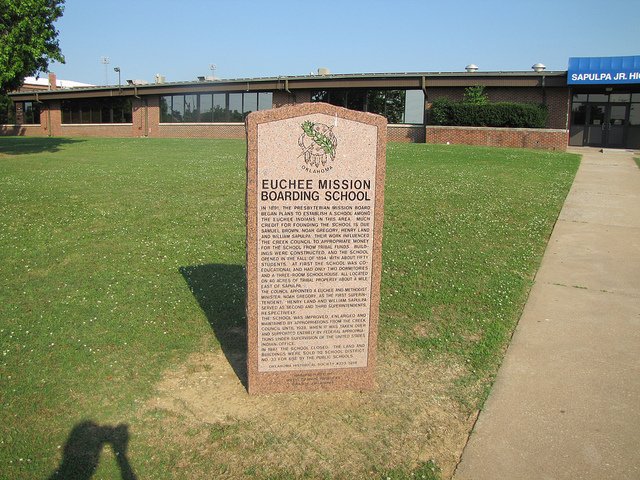 SAPULPA JR. HI
OKLAHOMA
EUCHEE MISSION
BOARDING SCHOOL
IN 1891, THE PRESBYTERIAN MISSION BOARD
BEGAN PLANS TO ESTABLISH A SCHOOL AMONG
THE EUCHEE INDIANS IN THIS AREA. MUCH
CREDIT FOR FOUNDING THE SCHOOL IS DUE
SAMUEL BROWN, NOAH GREGORY, HENRY LAND
AND WILLIAM SAPULPA. THEIR WORK INFLUENCED
THE CREEK COUNCIL TO APPROPRIATE MONEY
FOR THE SCHOOL FROM TRIBAL FUNDS. BUILD-
INGS WERE CONSTRUCTED, AND THE SCHOOL
OPENED IN THE FALL OF 1894, WITH ABOUT FIFTY
STUDENTS. AT FIRST THE SCHOOL WAS CO-
EDUCATIONAL AND HAD ONLY TWO DORMITORIES
AND A THREE-ROOM SCHOOLHOUSE, ALL LOCATED
ON 40 ACRES OF TRIBAL PROPERTY ABOUT A MILE
EAST OF SAPULPA.
THE COUNCIL APPOINTED A EUCHEE AND METHODIST
MINISTER, NOAH GREGORY, AS THE FIRST SUPERIN-
TENDENT. HENRY LAND AND WILLIAM SAPULPA
SERVED AS SECOND AND THIRD SUPERINTENDENTS,
RESPECTIVELY.
THE SCHOOL WAS IMPROVED, ENLARGED AND
MAINTAINED BY APPROPRIATIONS FROM THE CREEK
COUNCIL UNTIL 1928, WHEN IT WAS TAKEN OVER
AND SUPPORTED ENTIRELY BY FEDERAL APPROPRIA-
TIONS UNDER SUPERVISION OF THE UNITED STATES
INDIAN OFFICE.
IN 1947, THE SCHOOL CLOSED. THE LAND AND
BUILDINGS WERE SOLD TO SCHOOL DISTRICT
NO. 33 FOR USE BY THE PUBLIC SCHOOLS.
OKLAHOMA HISTORICAL SOCIETY